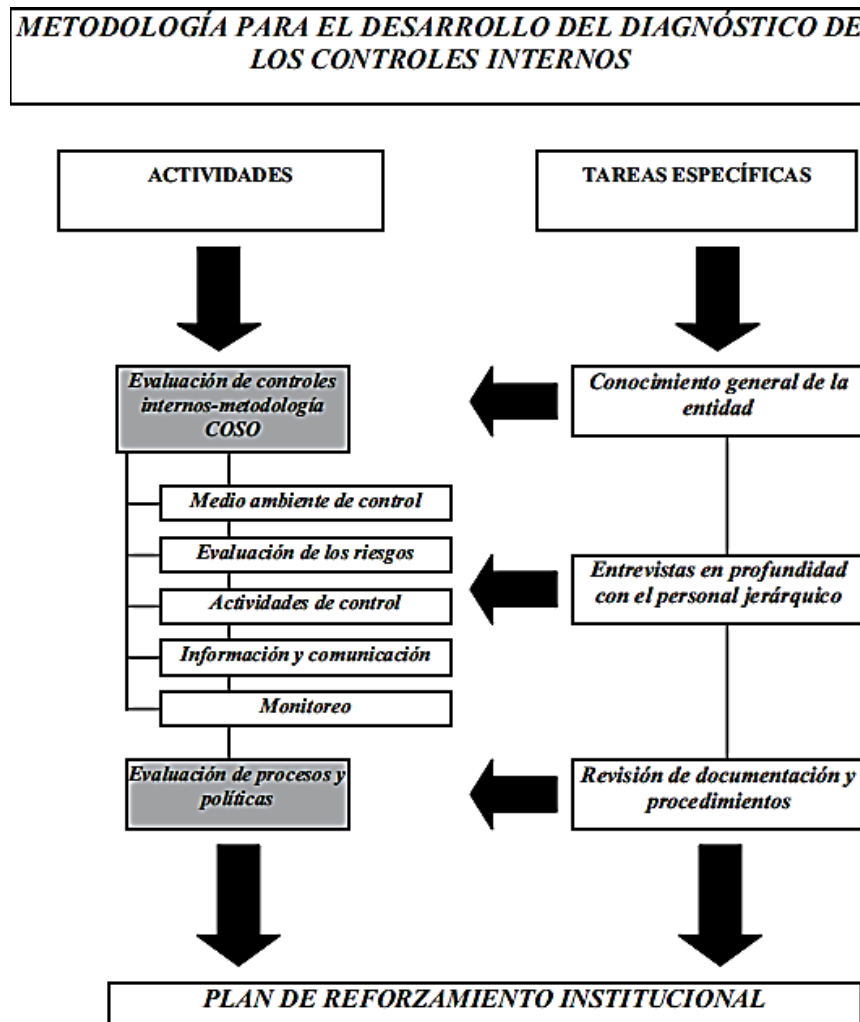 METODOLOGÍA PARA EL DESARROLLO DEL DIAGNÓSTICO DE
LOS CONTROLES INTERNOS
ACTIVIDADES
TAREAS ESPECÍFICAS
Evaluación de controles
internos-metodología
COSO
Conocimiento general de la
entidad
Medio ambiente de control
Evaluación de los riesgos
Actividades de control
Información y comunicación
Monitoreo
Entrevistas en profundidad
con el personal jerárquico
Evaluación de procesos y
políticas
Revisión de documentación y
procedimientos
PLAN DE REFORZAMIENTO INSTITUCIONAL